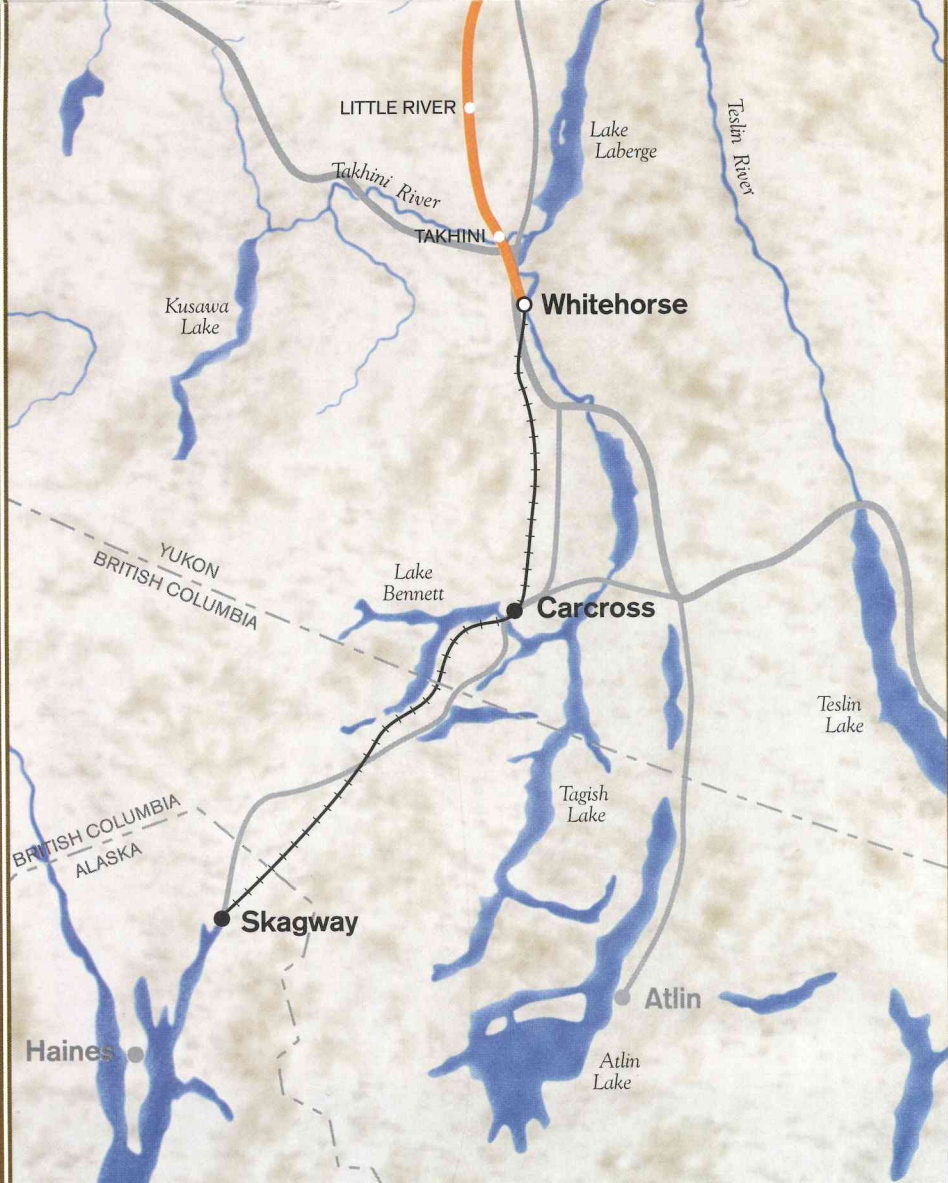 LITTLE RIVER
Lake
Laberge
Teslin River
Takhini River
TAKHINI
Kusawa
Lake
Whitehorse
YUKON
BRITISH COLUMBIA
Lake
Bennett
Carcross
Teslin
Lake
Tagish
Lake
BRITISH COLUMBIA
ALASKA
Skagway
Atlin
Haines
Atlin
Lake